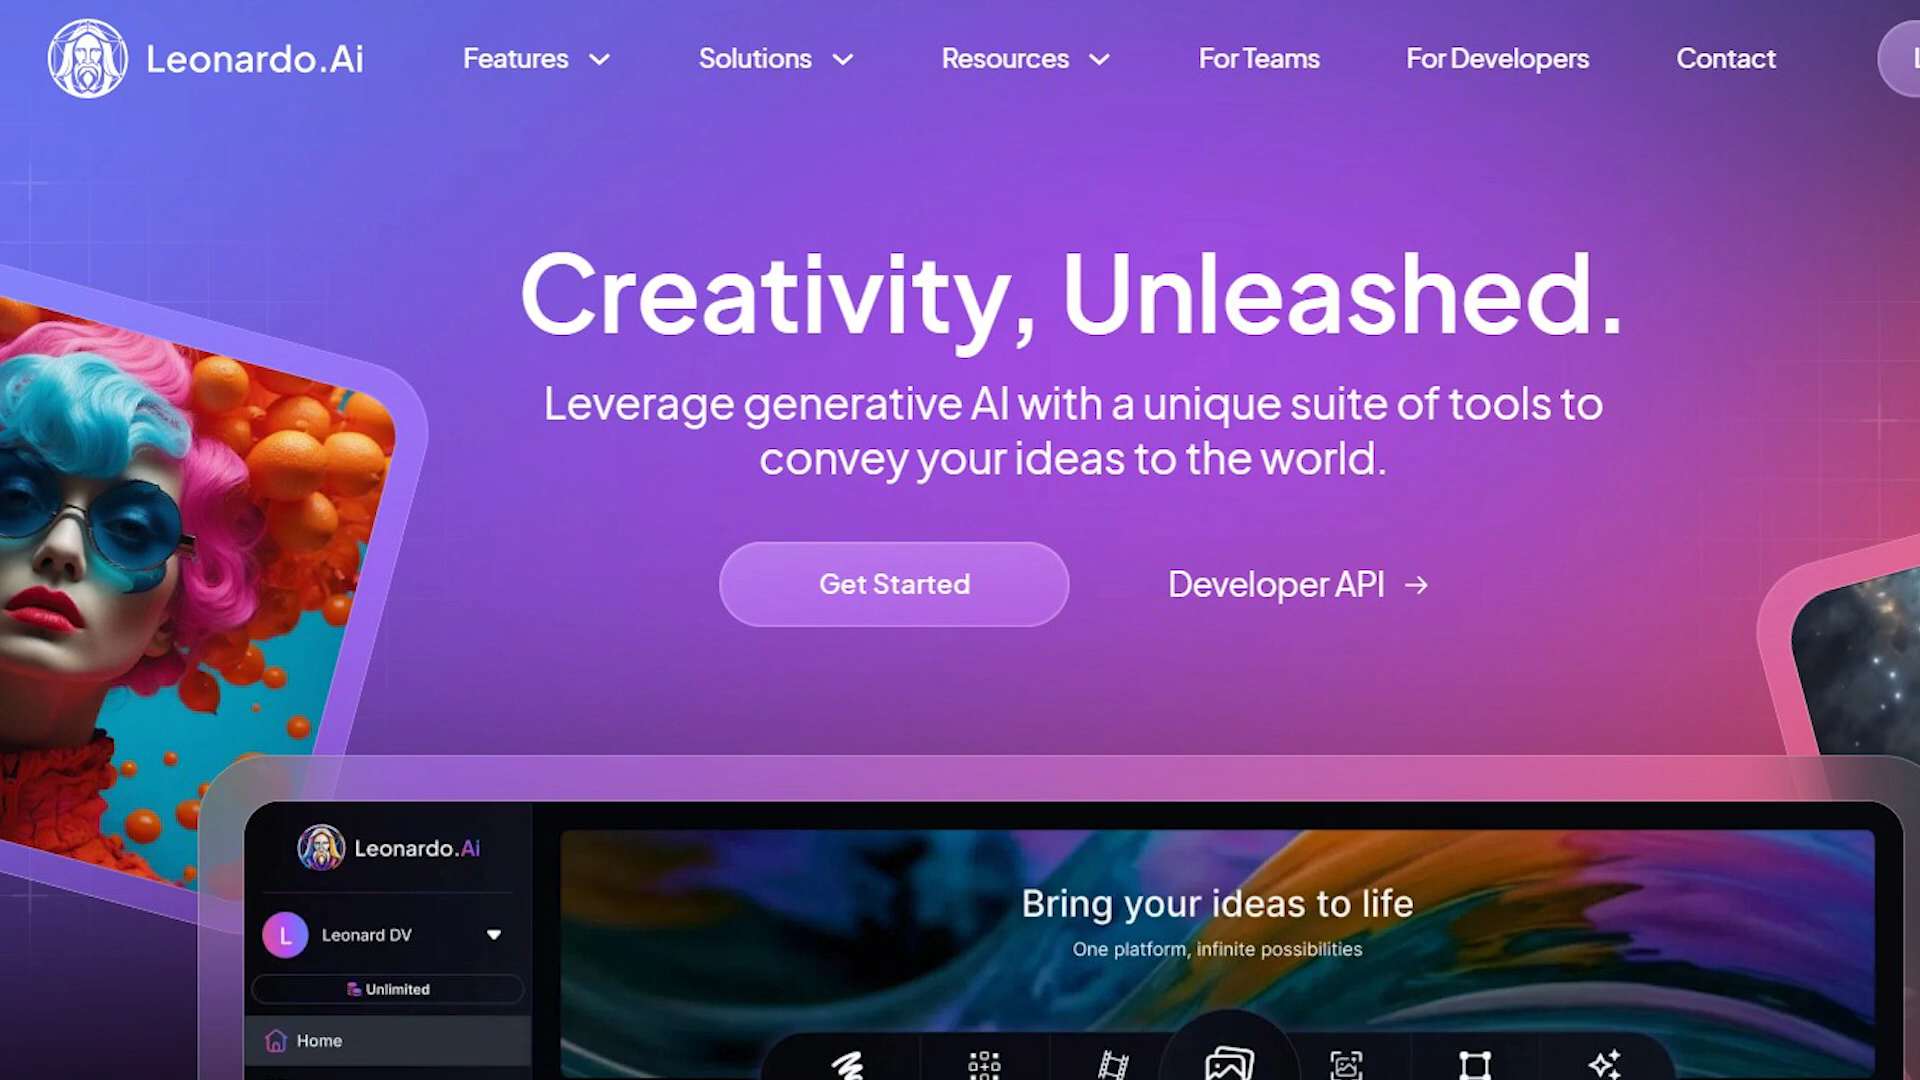 Leonardo.Ai
Features
Solutions
Resources
For Teams
For Developers
Contact
Creativity, Unleashed.
Leverage generative AI with a unique suite of tools to
convey your ideas to the world.
Get Started
Developer API →
Leonardo.Ai
L
Leonard DV
Unlimited
Home
Bring your ideas to life
One platform, infinite possibilities